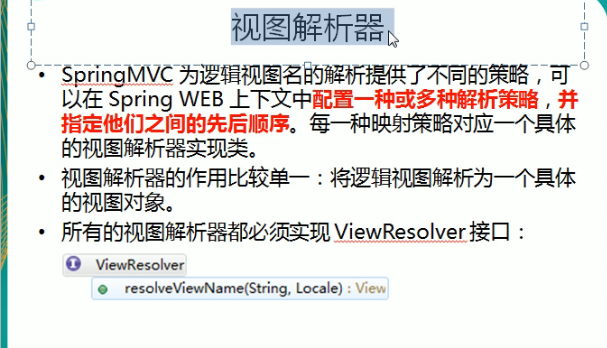 视图解析器
• SpringMVC 为逻辑视图名的解析提供了不同的策略，可
以在 Spring WEB 上下文中配置一种或多种解析策略，并
指定他们之间的先后顺序。每一种映射策略对应一个具体
的视图解析器实现类。
• 视图解析器的作用比较单一：将逻辑视图解析为一个具体
的视图对象。
• 所有的视图解析器都必须实现 ViewResolver 接口：
I ViewResolver
resolveViewName(String, Locale) : View